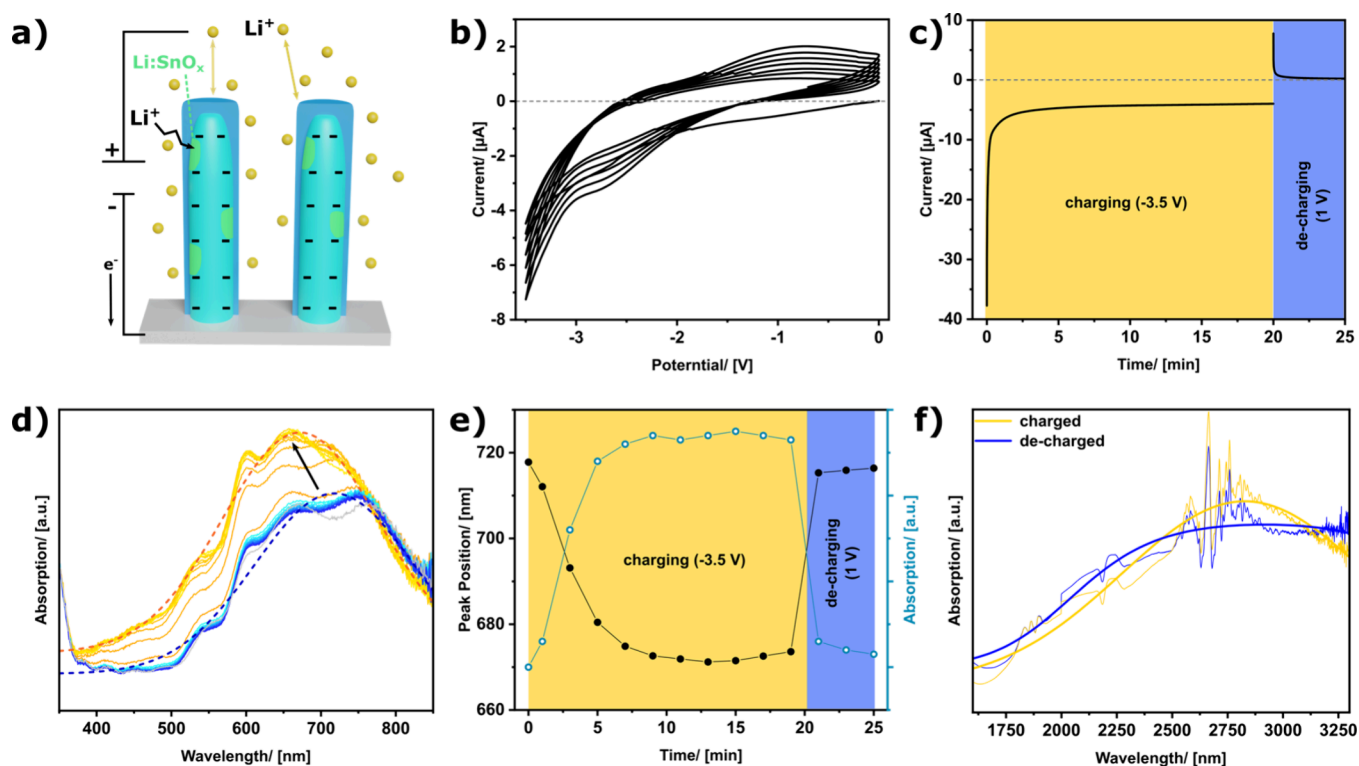 a)
Li⁺
Li:SnOₓ
Li⁺
+
-
e⁻
b)
Current/ [µA]
2
0
-2
-4
-6
-8
-3
-2
-1
0
Poterntial/ [V]
c)
Current/ [µA]
10
0
-10
-20
-30
-40
charging (-3.5 V)
de-charging
(1 V)
0
5
10
15
20
25
Time/ [min]
d)
Absorption/ [a.u.]
400
500
600
700
800
Wavelength/ [nm]
e)
Peak Position/ [nm]
720
700
680
660
charging (-3.5 V)
de-charging
(1 V)
Absorption/ [a.u.]
0
5
10
15
20
25
Time/ [min]
f)
charged
de-charged
Absorption/ [a.u.]
1750
2000
2250
2500
2750
3000
3250
Wavelength/ [nm]